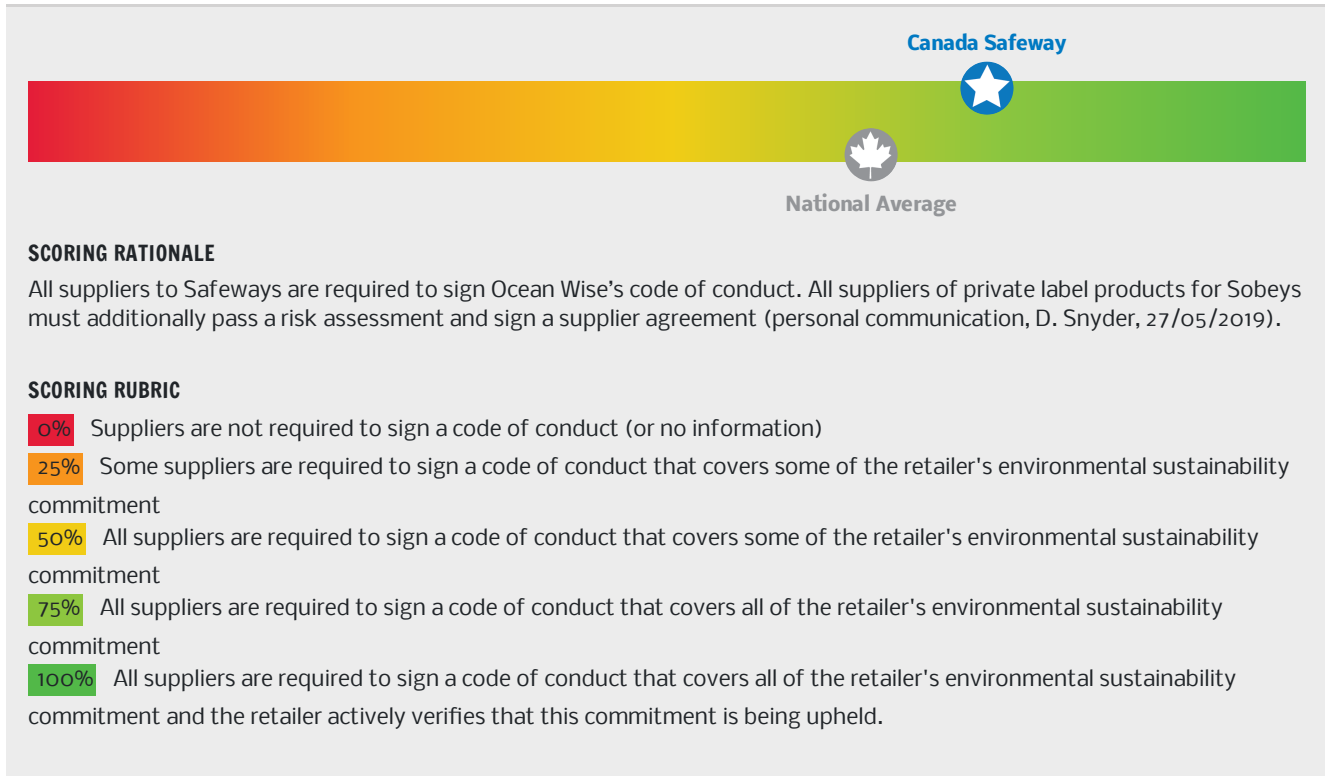 Canada Safeway
National Average
SCORING RATIONALE
All suppliers to Safeways are required to sign Ocean Wise’s code of conduct. All suppliers of private label products for Sobeys
must additionally pass a risk assessment and sign a supplier agreement (personal communication, D. Snyder, 27/05/2019).
SCORING RUBRIC
0% Suppliers are not required to sign a code of conduct (or no information)
25% Some suppliers are required to sign a code of conduct that covers some of the retailer's environmental sustainability
commitment
50% All suppliers are required to sign a code of conduct that covers some of the retailer's environmental sustainability
commitment
75% All suppliers are required to sign a code of conduct that covers all of the retailer's environmental sustainability
commitment
100% All suppliers are required to sign a code of conduct that covers all of the retailer's environmental sustainability
commitment and the retailer actively verifies that this commitment is being upheld.